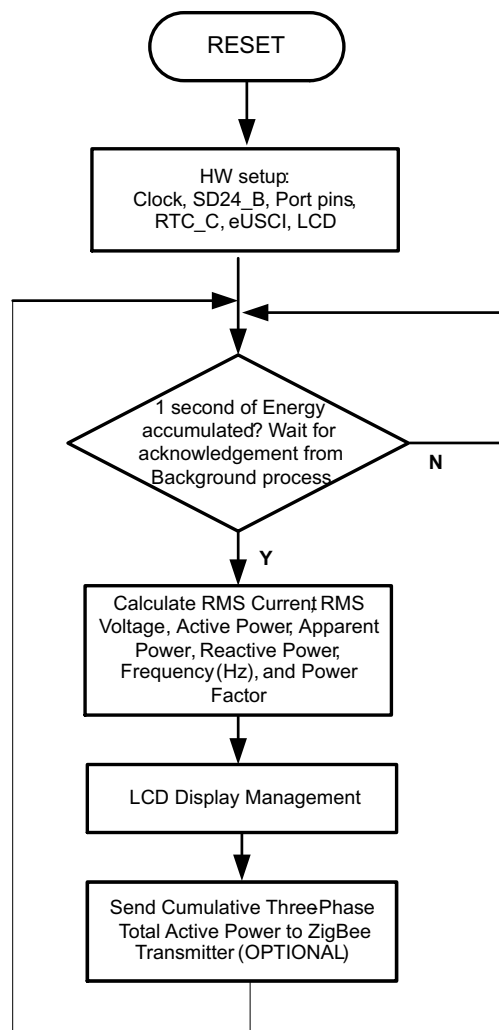 RESET
HW setup:
Clock, SD24_B, Port pins,
RTC_C, eUSCI, LCD
1 second of Energy
accumulated? Wait for
acknowledgement from
Background process
N
Y
Calculate RMS Current, RMS
Voltage, Active Power, Apparent
Power, Reactive Power,
Frequency (Hz), and Power
Factor
LCD Display Management
Send Cumulative Three-Phase
Total Active Power to ZigBee
Transmitter (OPTIONAL)